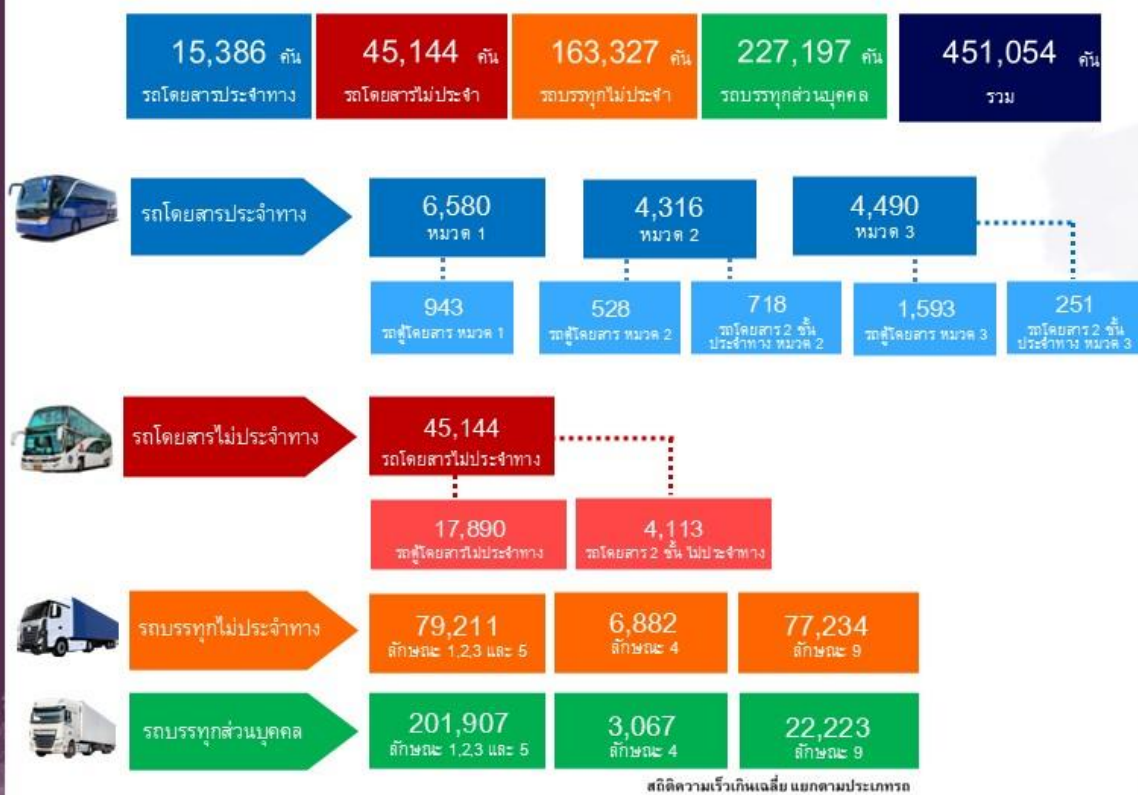 15,386 คัน
รถโดยสารประจำทาง
45,144 คัน
รถโดยสารไม่ประจำ
163,327 คัน
รถบรรทุกไม่ประจำ
227,197 คัน
รถบรรทุกส่วนบุคคล
451,054 คัน
รวม
รถโดยสารประจำทาง
6,580
หมวด 1
4,316
หมวด 2
4,490
หมวด 3
943
รถตู้โดยสาร หมวด 1
528
รถตู้โดยสาร หมวด 2
718
รถโดยสาร 2 ชั้น
ประจำทาง หมวด 2
1,593
รถตู้โดยสาร หมวด 3
251
รถโดยสาร 2 ชั้น
ประจำทาง หมวด 3
รถโดยสารไม่ประจำทาง
45,144
รถโดยสารไม่ประจำทาง
17,890
รถตู้โดยสารไม่ประจำทาง
4,113
รถโดยสาร 2 ชั้น ไม่ประจำทาง
รถบรรทุกไม่ประจำทาง
79,211
ลักษณะ 1,2,3 และ 5
6,882
ลักษณะ 4
77,234
ลักษณะ 9
รถบรรทุกส่วนบุคคล
201,907
ลักษณะ 1,2,3 และ 5
3,067
ลักษณะ 4
22,223
ลักษณะ 9
สถิติความเร็วเกินเฉลี่ย แยกตามประเภทรถ